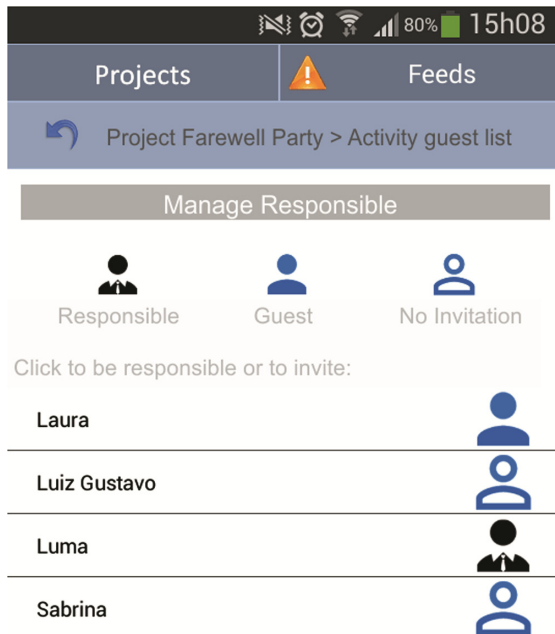 80% 15h08
Projects Feeds
Project Farewell Party > Activity guest list
Manage Responsible
Responsible Guest No Invitation
Click to be responsible or to invite:
Laura
Luiz Gustavo
Luma
Sabrina